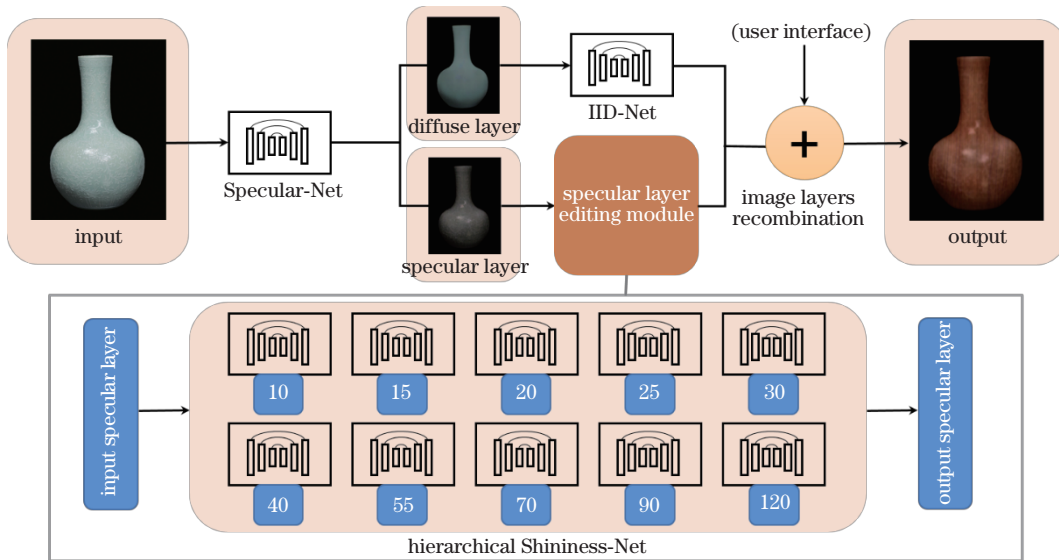 (user interface)
input
Specular-Net
diffuse layer
specular layer
IID-Net
specular layer
editing module
+
image layers
recombination
output
input specular layer
10
15
20
25
30
40
55
70
90
120
output specular layer
hierarchical Shininess-Net